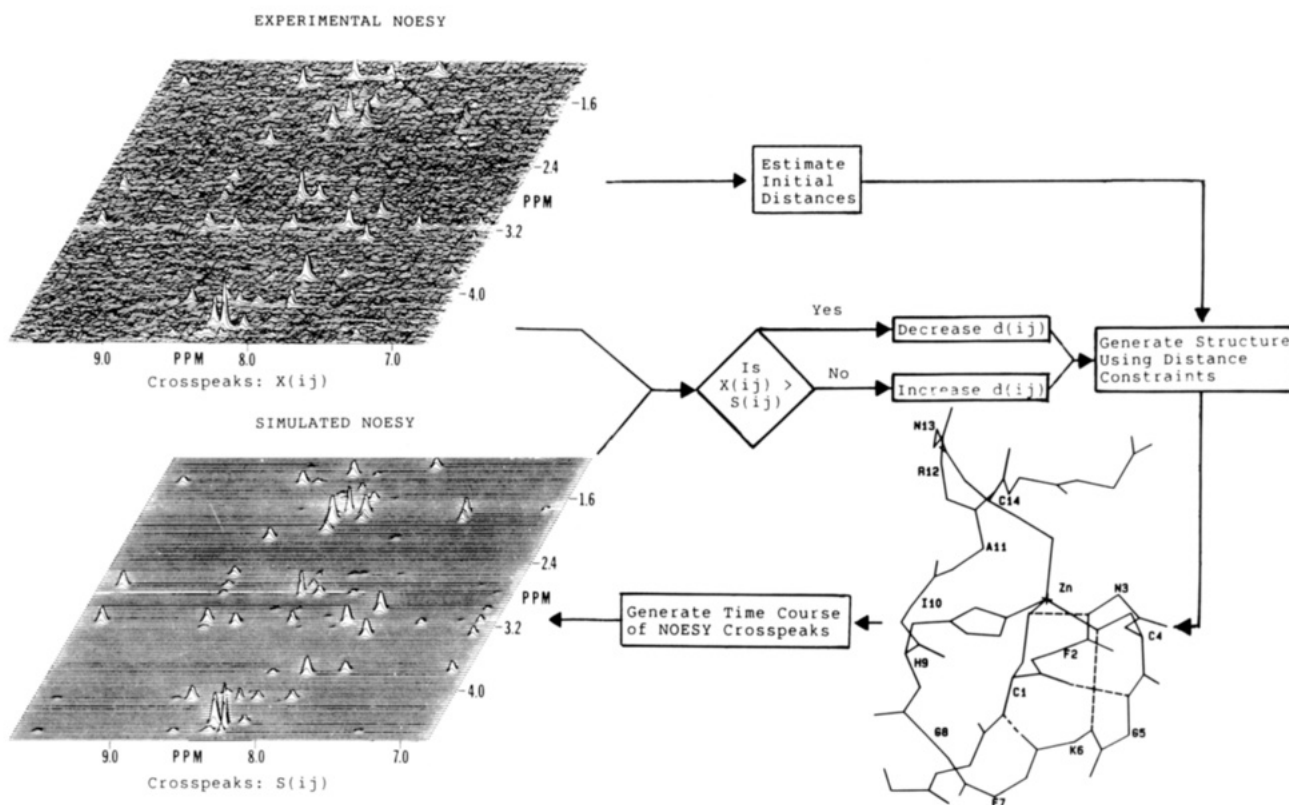 EXPERIMENTAL NOESY
1.6
2.4
PPM
3.2
4.0
9.0
PPM
8.0
7.0
Crosspeaks: X(ij)
Estimate
Initial
Distances
Is
X(ij) >
S(ij)
Yes
No
Decrease d(ij)
Increase d(ij)
Generate Structure
Using Distance
Constraints
SIMULATED NOESY
1.6
2.4
PPM
3.2
4.0
9.0
PPM
8.0
7.0
Crosspeaks: S(ij)
Generate Time Course
of NOESY Crosspeaks
N13
R12
C14
A11
Zn
N3
I10
C4
F2
H9
C1
G8
K6
G5
F7